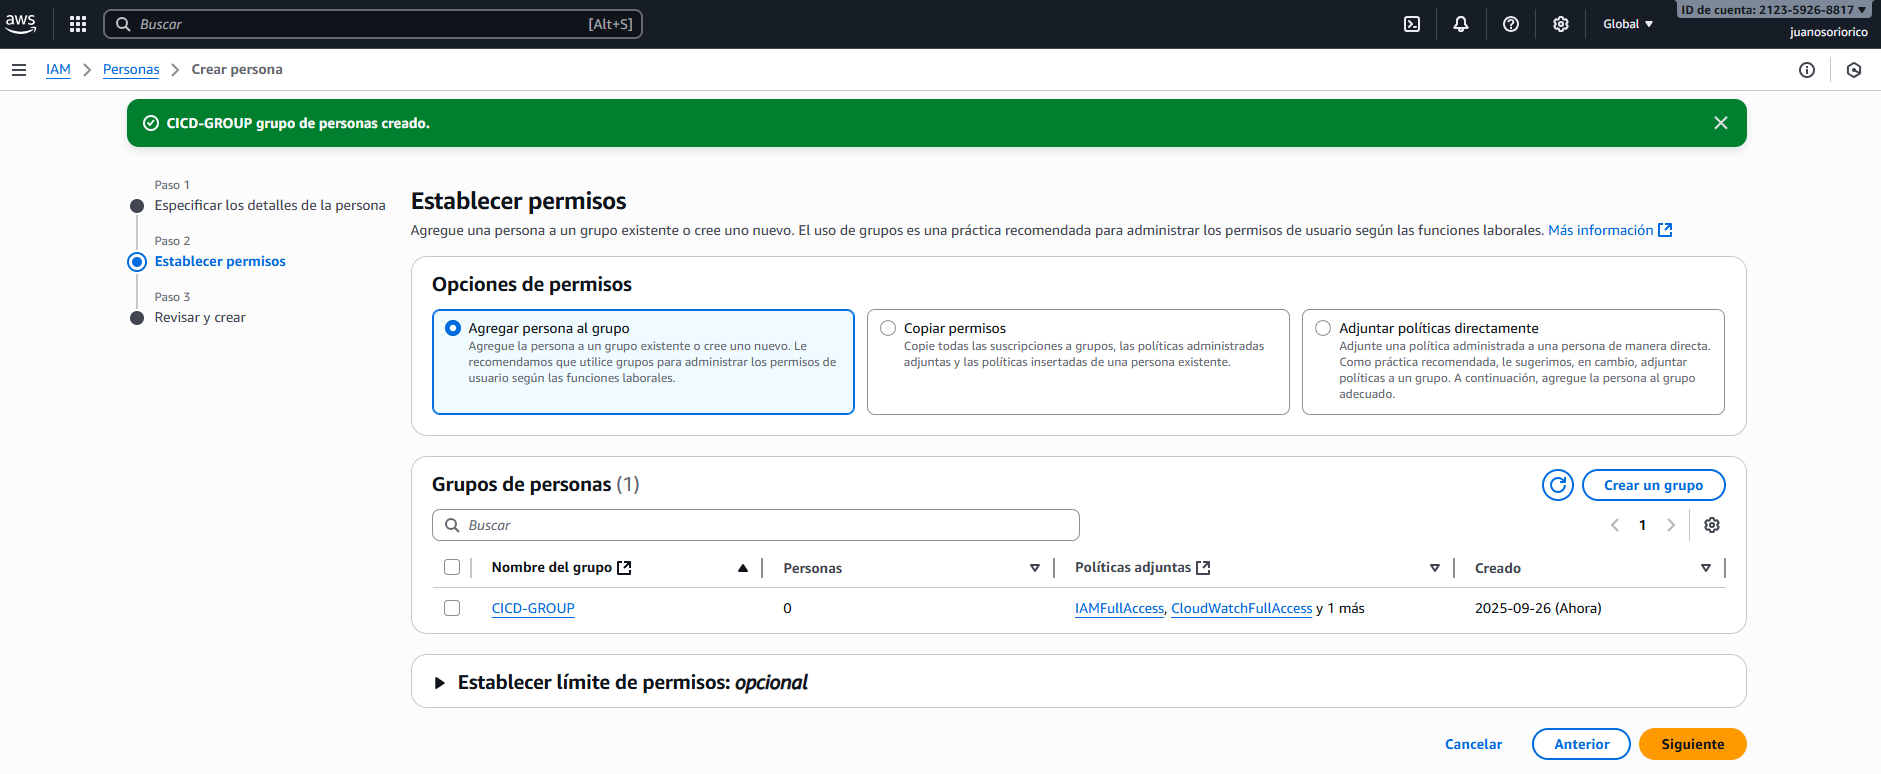 aws
Buscar
[Alt+S]
Global
ID de cuenta: 2123-5926-8817
juanosoriorico
IAM
Personas
Crear persona
CICD-GROUP grupo de personas creado.
Paso 1
Especificar los detalles de la persona
Paso 2
Establecer permisos
Paso 3
Revisar y crear
Establecer permisos
Agregue una persona a un grupo existente o cree uno nuevo. El uso de grupos es una práctica recomendada para administrar los permisos de usuario según las funciones laborales. Más información
Opciones de permisos
Agregar persona al grupo
Agregue la persona a un grupo existente o cree uno nuevo. Le
recomendamos que utilice grupos para administrar los permisos de
usuario según las funciones laborales.
Copiar permisos
Copie todas las suscripciones a grupos, las políticas administradas
adjuntas y las políticas insertadas de una persona existente.
Adjuntar políticas directamente
Adjunte una política administrada a una persona de manera directa.
Como práctica recomendada, le sugerimos, en cambio, adjuntar
políticas a un grupo. A continuación, agregue la persona al grupo
adecuado.
Grupos de personas (1)
Crear un grupo
Buscar
1
Nombre del grupo
Personas
Políticas adjuntas
Creado
CICD-GROUP
0
IAMFullAccess, CloudWatchFullAccess y 1 más
2025-09-26 (Ahora)
Establecer límite de permisos: opcional
Cancelar
Anterior
Siguiente